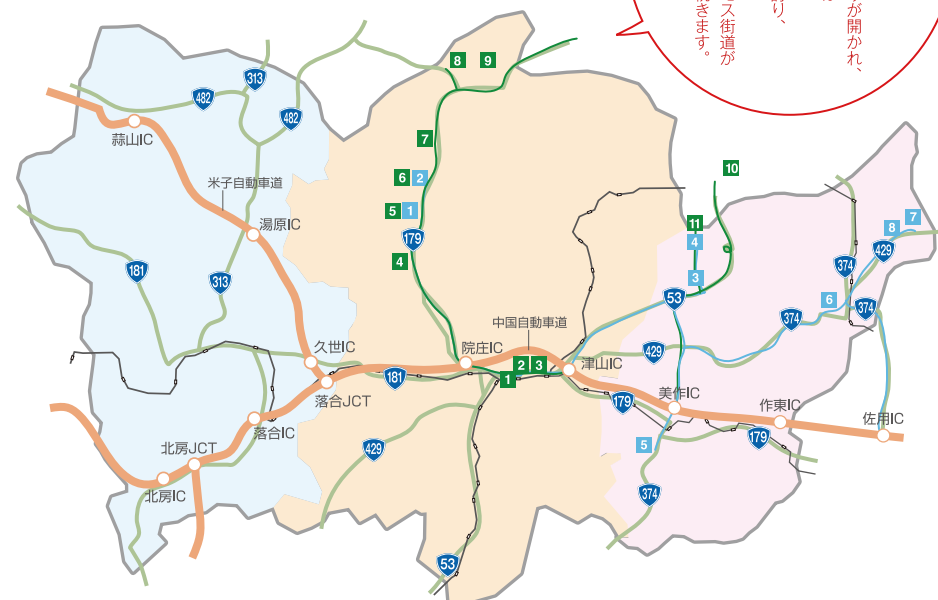 が開かれ、
り、
ス街道が
きます。
8
9
313
482
482
蒜山IC
7
10
6
2
米子自動車道
5
1
湯原IC
179
4
11
4
3
7
8
429
374
181
313
53
6
374
374
中国自動車道
久世IC
院庄IC
2
3
1
津山IC
429
181
落合JCT
179
美作IC
作東IC
佐用IC
落合IC
北房JCT
429
5
179
北房IC
374
53